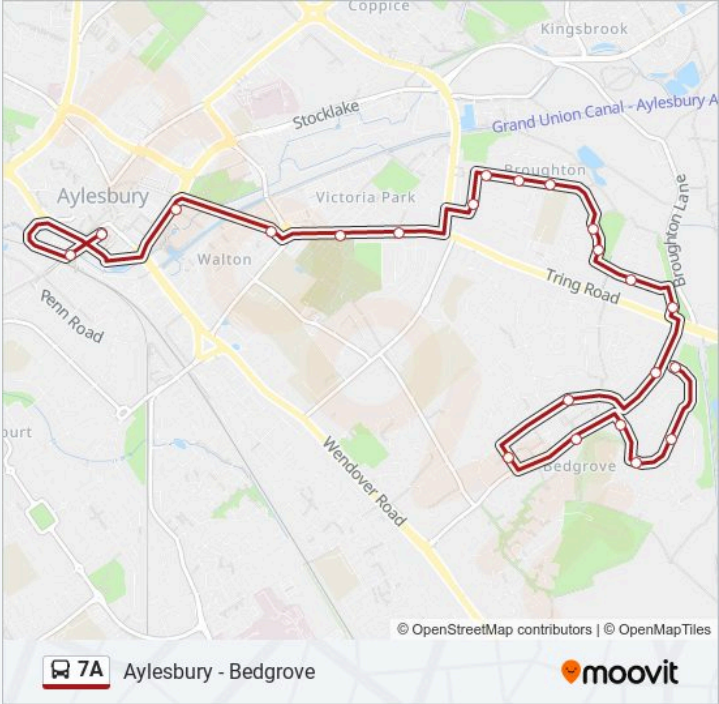 Coppice
Kingsbrook
Stocklake
Grand Union Canal - Aylesbury A
Broughton
Aylesbury
Victoria Park
Broughton Lane
Walton
Tring Road
Penn Road
ourt
Wendover Road
Bedgrove
© OpenStreetMap contributors | © OpenMapTiles
7A Aylesbury - Bedgrove
moovit